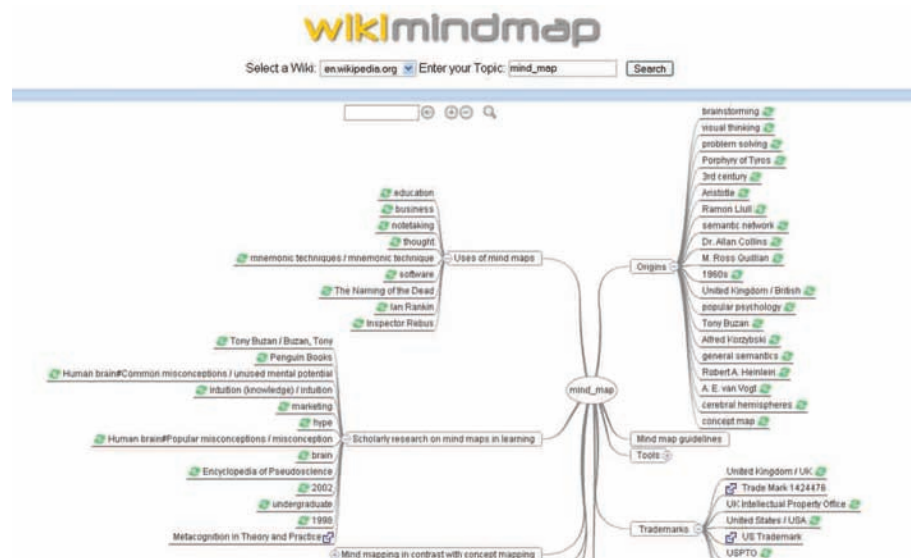 wikimindmap
Select a Wiki: en.wikipedia.org Enter your Topic: mind_map Search
brainstorming
visual thinking
problem solving
Porphyry of Tyros
3rd century
Aristotle
Ramon Llull
semantic network
Dr. Allan Collins
M. Ross Quillian
1960s
United Kingdom / British
popular psychology
Tony Buzan
Alfred Korzybski
general semantics
Robert A. Heinlein
A. E. van Vogt
cerebral hemispheres
concept map
Origins
education
business
notetaking
thought
mnemonic techniques / mnemonic technique
software
The Naming of the Dead
Ian Rankin
Inspector Rebus
Uses of mind maps
mind_map
Tony Buzan / Buzan, Tony
Penguin Books
Human brain#Common misconceptions / unused mental potential
Intuition (knowledge) / intuition
marketing
hype
Human brain#Popular misconceptions / misconception
brain
Encyclopedia of Pseudoscience
2002
undergraduate
1998
Metacognition in Theory and Practice
Scholarly research on mind maps in learning
Mind map guidelines
Tools
Trademarks
United Kingdom / UK
Trade Mark 1424476
UK Intellectual Property Office
United States / USA
US Trademark
USPTO
Mind mapping in contrast with concept mapping